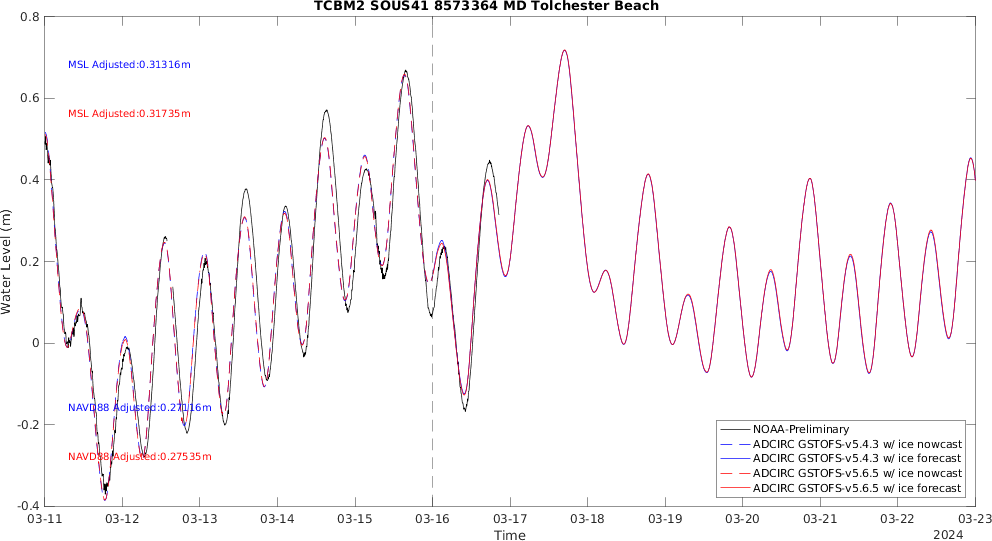 TCBM2 SOUS41 8573364 MD Tolchester Beach
Water Level (m)
0.8
0.6
0.4
0.2
0
-0.2
-0.4
MSL Adjusted:0.31316m
MSL Adjusted:0.31735m
NAVD88 Adjusted:0.27116m
NAVD88 Adjusted:0.27535m
NOAA-Preliminary
ADCIRC GSTOFS-v5.4.3 w/ ice nowcast
ADCIRC GSTOFS-v5.4.3 w/ ice forecast
ADCIRC GSTOFS-v5.6.5 w/ ice nowcast
ADCIRC GSTOFS-v5.6.5 w/ ice forecast
03-11 03-12 03-13 03-14 03-15 03-16 03-17 03-18 03-19 03-20 03-21 03-22 03-23
Time
2024